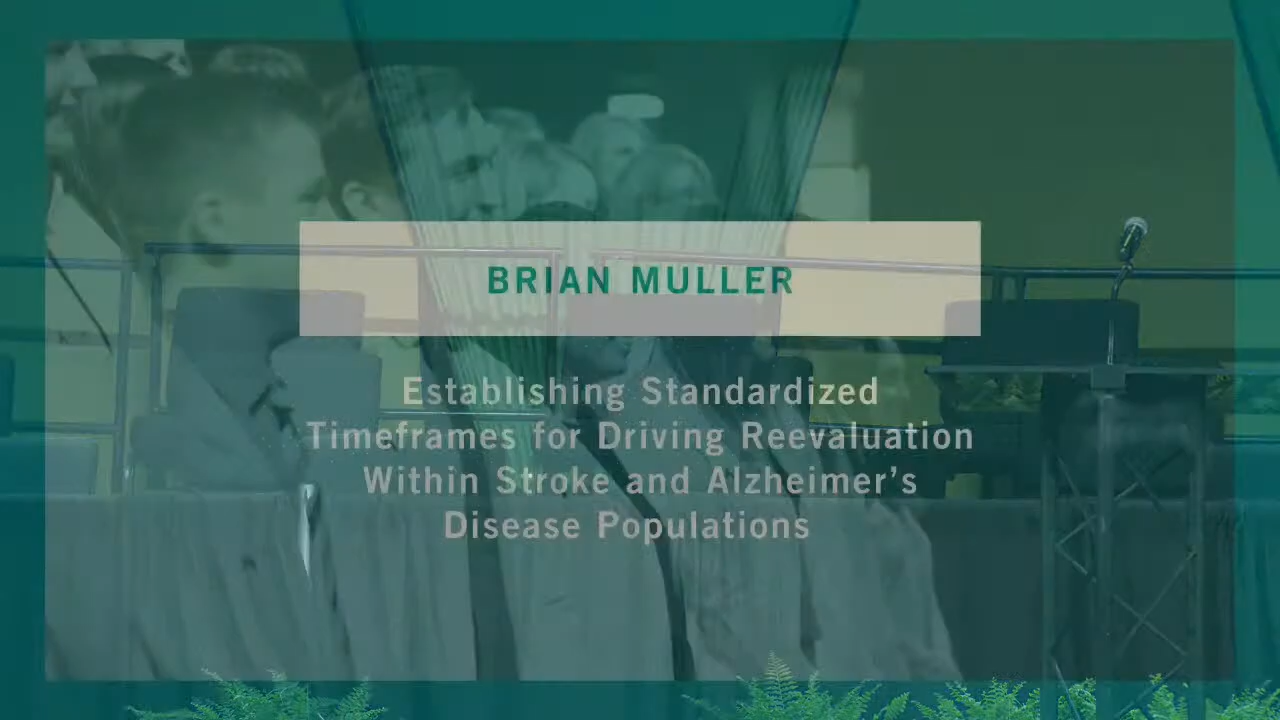 BRIAN MULLER
Establishing Standardized
Timeframes for Driving Reevaluation
Within Stroke and Alzheimer’s
Disease Populations